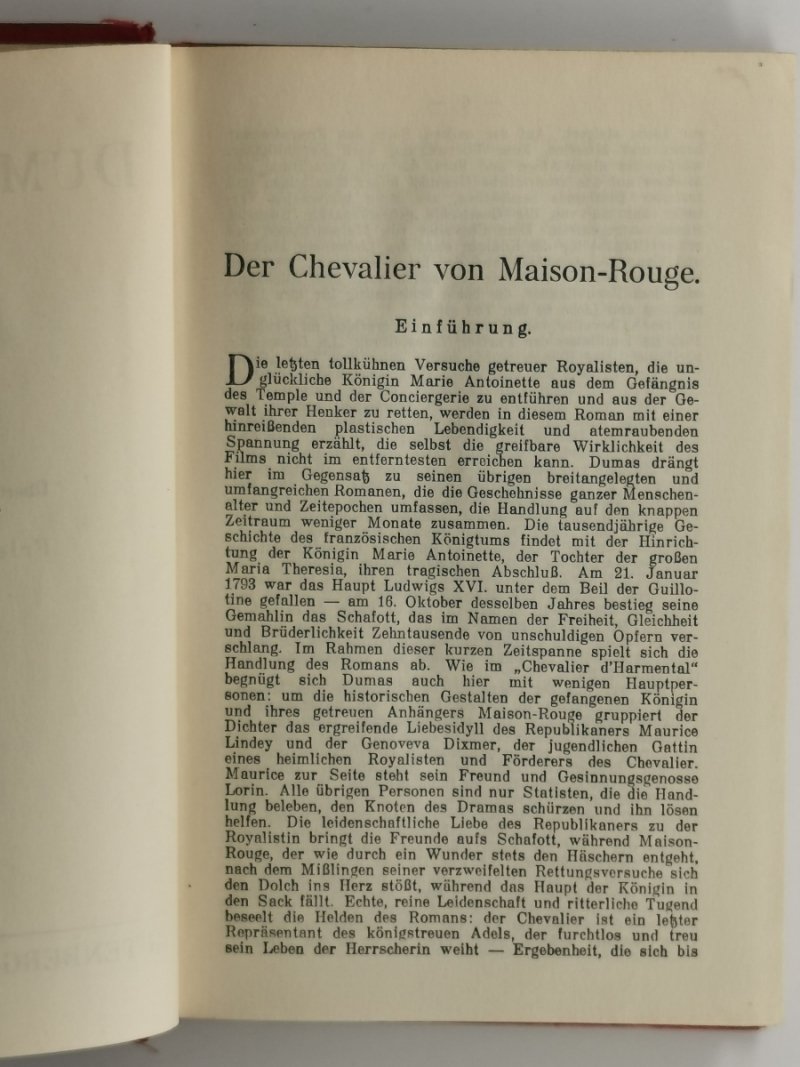 DUM
Der Chevalier von Maison-Rouge.
Einführung.
Die letzten tollkühnen Versuche getreuer Royalisten, die un-
glückliche Königin Marie Antoinette aus dem Gefängnis
des Temple und der Conciergerie zu entführen und aus der Ge-
walt ihrer Henker zu retten, werden in diesem Roman mit einer
hinreißenden plastischen Lebendigkeit und atemraubenden
Spannung erzählt, die selbst die greifbare Wirklichkeit des
Films nicht im entferntesten erreichen kann. Dumas drängt
hier im Gegensatz zu seinen übrigen breitangelegten und
umfangreichen Romanen, die die Geschehnisse ganzer Menschen-
alter und Zeitepochen umfassen, die Handlung auf den knappen
Zeitraum weniger Monate zusammen. Die tausendjährige Ge-
schichte des französischen Königtums findet mit der Hinrich-
tung der Königin Marie Antoinette, der Tochter der großen
Maria Theresia, ihren tragischen Abschluß. Am 21. Januar
1793 war das Haupt Ludwigs XVI. unter dem Beil der Guillo-
tine gefallen — am 16. Oktober desselben Jahres bestieg seine
Gemahlin das Schafott, das im Namen der Freiheit, Gleichheit
und Brüderlichkeit Zehntausende von unschuldigen Opfern ver-
schlang. Im Rahmen dieser kurzen Zeitspanne spielt sich die
Handlung des Romans ab. Wie im „Chevalier d'Harmental“
begnügt sich Dumas auch hier mit wenigen Hauptper-
sonen: um die historischen Gestalten der gefangenen Königin
und ihres getreuen Anhängers Maison-Rouge gruppiert der
Dichter das ergreifende Liebesidyll des Republikaners Maurice
Lindey und der Genoveva Dixmer, der jugendlichen Gattin
eines heimlichen Royalisten und Förderers des Chevalier.
Maurice zur Seite steht sein Freund und Gesinnungsgenosse
Lorin. Alle übrigen Personen sind nur Statisten, die die Hand-
lung beleben, den Knoten des Dramas schürzen und ihn lösen
helfen. Die leidenschaftliche Liebe des Republikaners zu der
Royalistin bringt die Freunde aufs Schafott, während Maison-
Rouge, der wie durch ein Wunder stets den Häschern entgeht,
nach dem Mißlingen seiner verzweifelten Rettungsversuche sich
den Dolch ins Herz stößt, während das Haupt der Königin in
den Sack fällt. Echte, reine Leidenschaft und ritterliche Tugend
beseelt die Helden des Romans: der Chevalier ist ein letzter
Repräsentant des königstreuen Adels, der furchtlos und treu
sein Leben der Herrscherin weiht — Ergebenheit, die sich bis